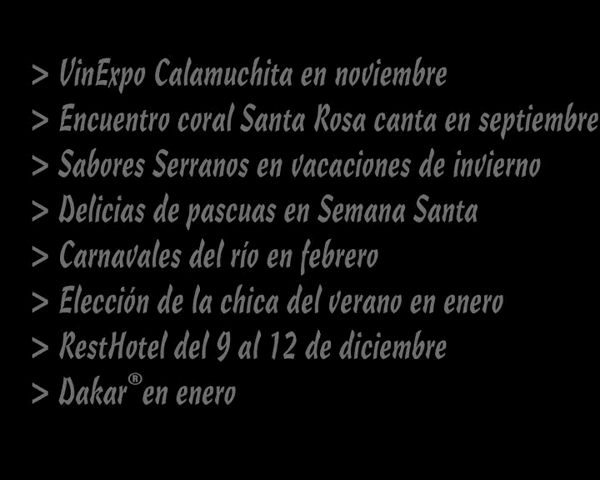 > VinExpo Calamuchita en noviembre
> Encuentro coral Santa Rosa canta en septiembre
> Sabores Serranos en vacaciones de invierno
> Delicias de pascuas en Semana Santa
> Carnavales del río en febrero
> Elección de la chica del verano en enero
> RestHotel del 9 al 12 de diciembre
> Dakar® en enero